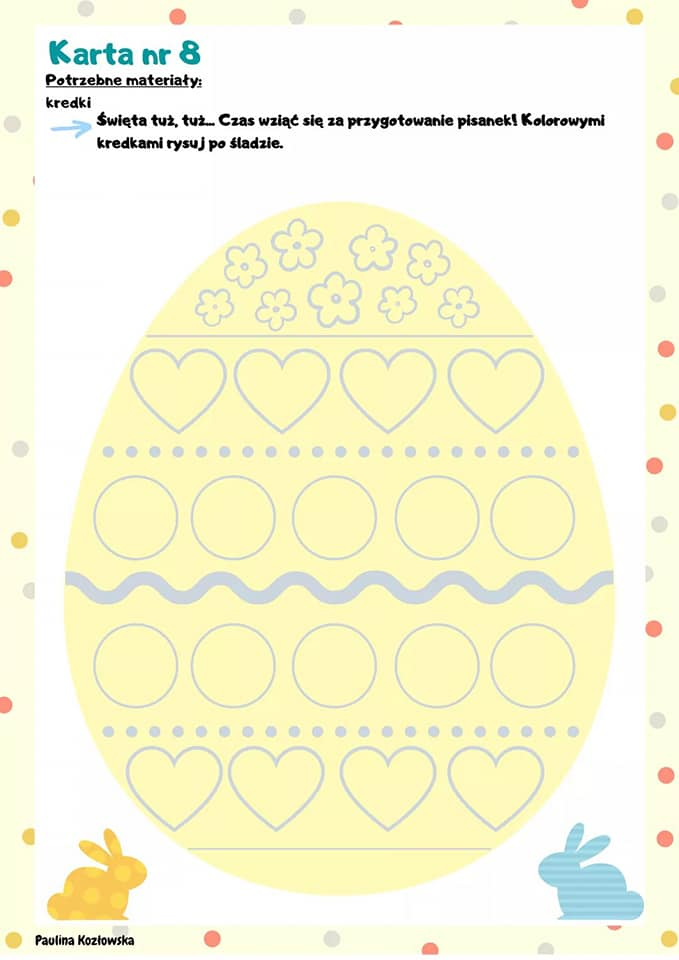 Karta nr 8
Potrzebne materiały:
kredki
Święta tuż, tuż... Czas wziąć się za przygotowanie pisanek! Kolorowymi
kredkami rysuj po śladzie.
Paulina Kozłowska